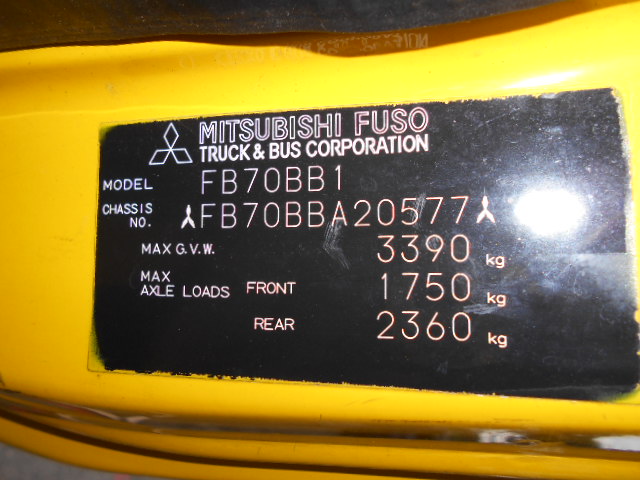 MITSUBISHI FUSO
TRUCK & BUS CORPORATION
MODEL FB70BB1
CHASSIS NO. FB70BBA20577
MAX G.V.W. 3390 kg
MAX AXLE LOADS FRONT 1750 kg
REAR 2360 kg